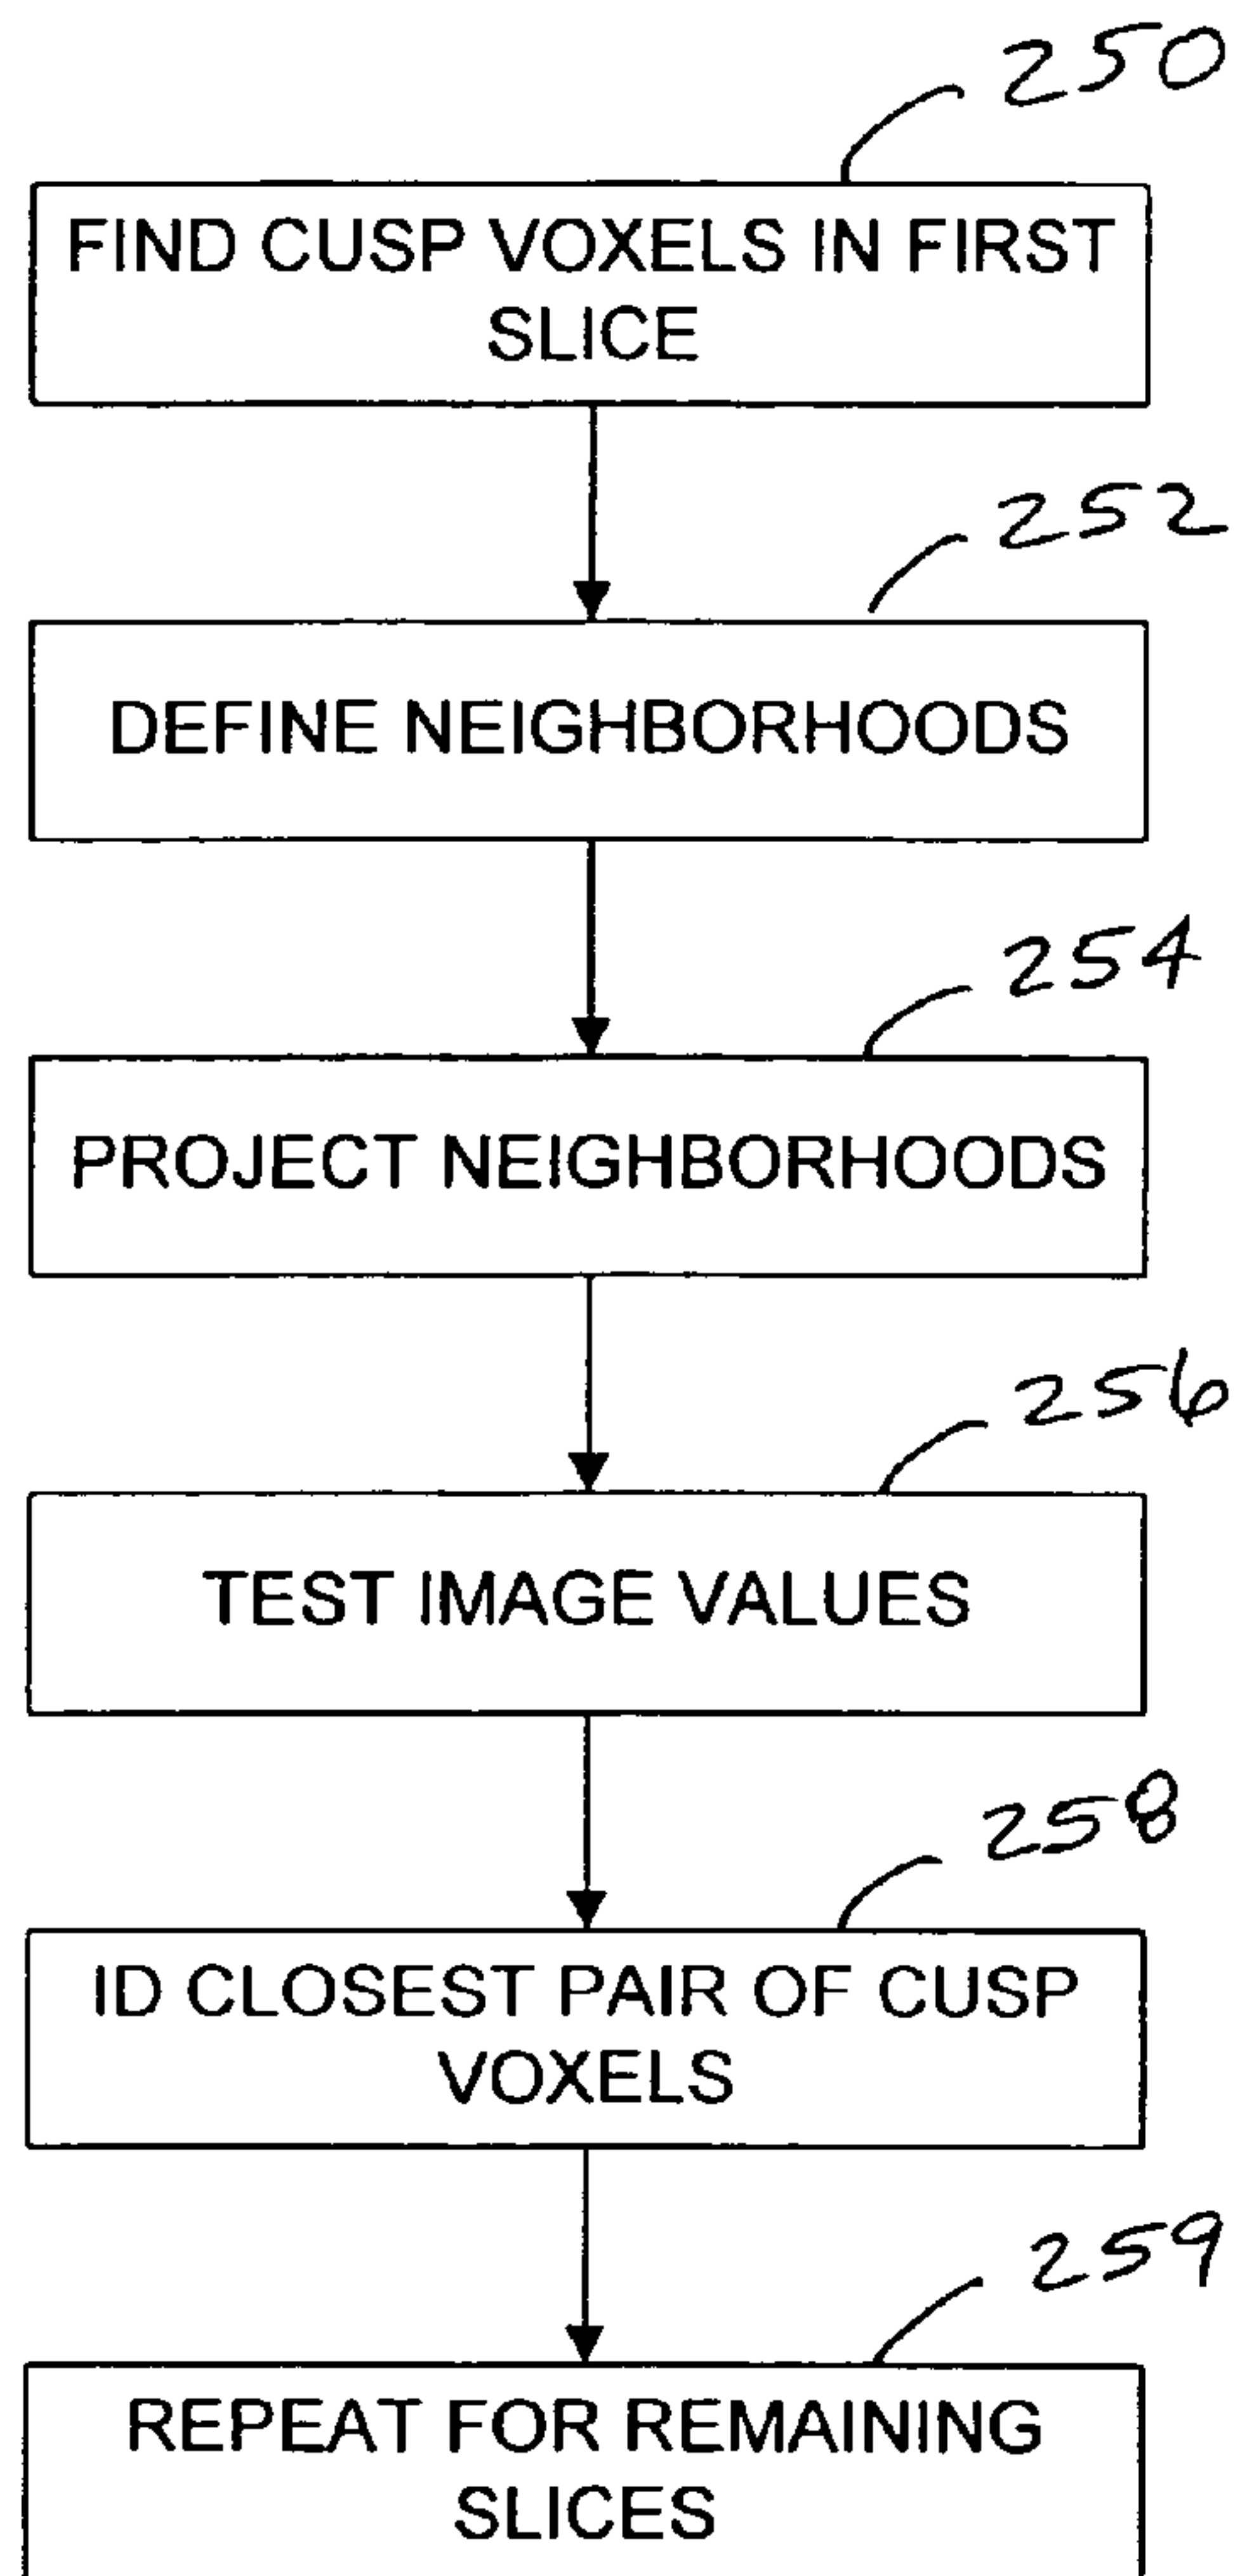 250
FIND CUSP VOXELS IN FIRST
SLICE
252
DEFINE NEIGHBORHOODS
254
PROJECT NEIGHBORHOODS
256
TEST IMAGE VALUES
258
ID CLOSEST PAIR OF CUSP
VOXELS
259
REPEAT FOR REMAINING
SLICES